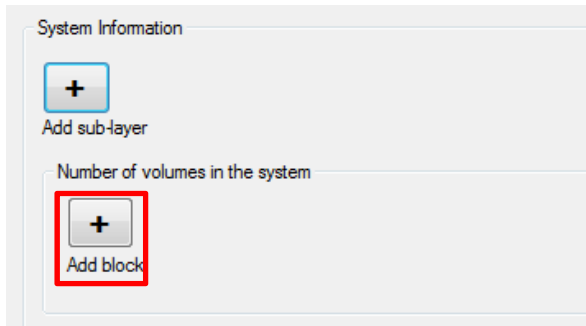 System Information
+
Add sub-layer
Number of volumes in the system
+
Add block